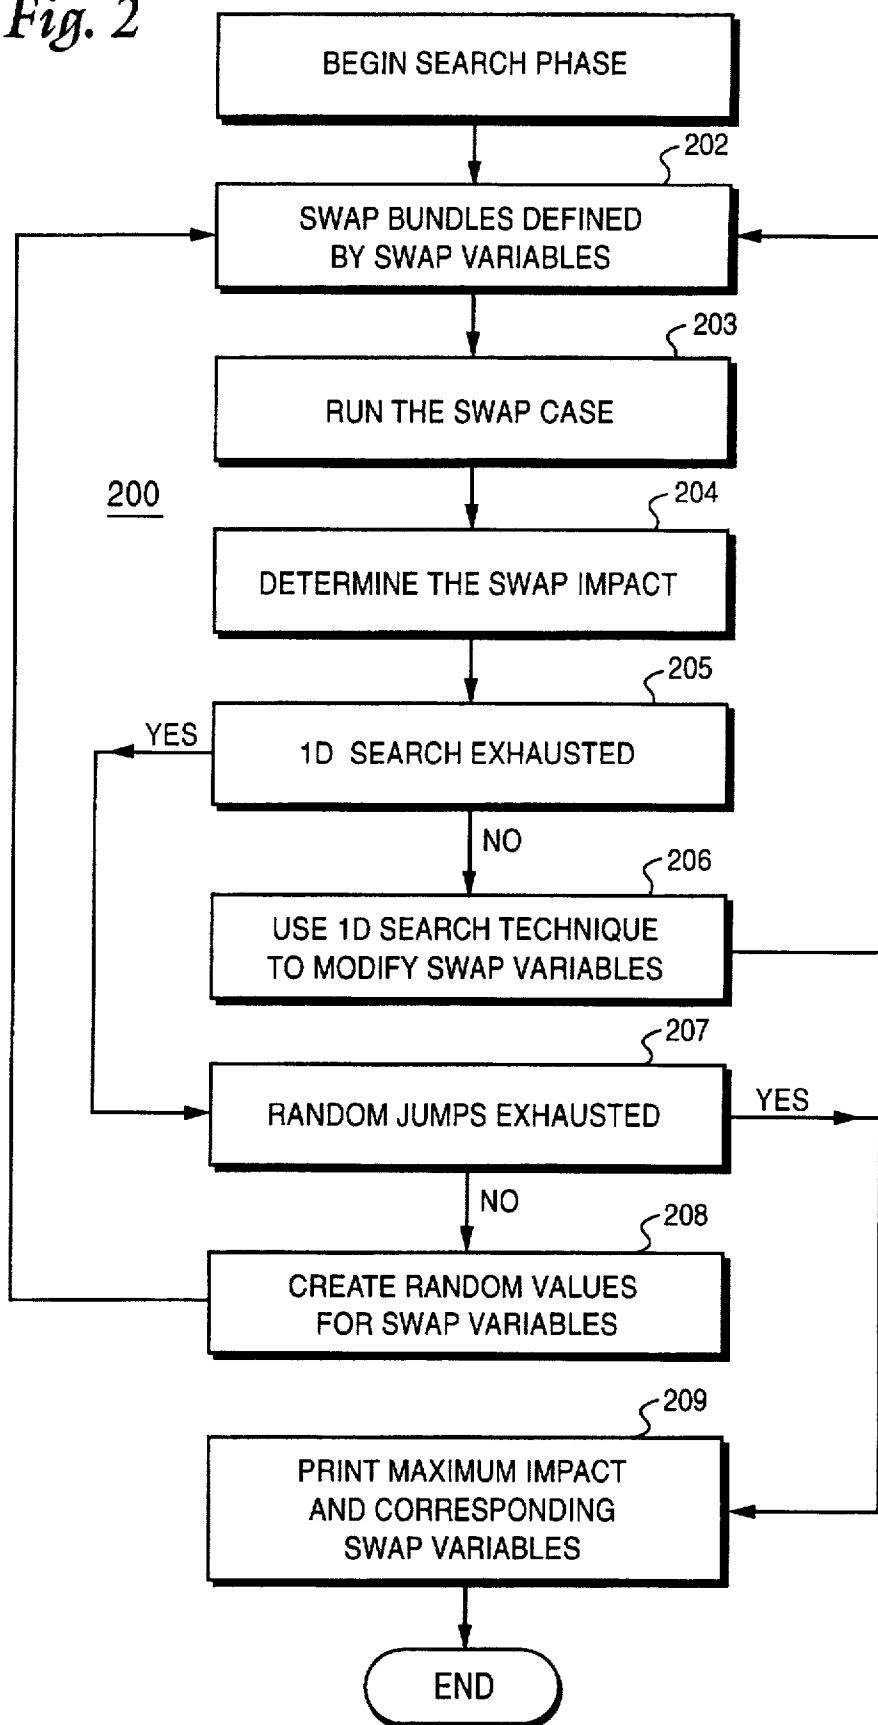 Fig. 2
BEGIN SEARCH PHASE
202
SWAP BUNDLES DEFINED
BY SWAP VARIABLES
203
RUN THE SWAP CASE
200
204
DETERMINE THE SWAP IMPACT
205
YES
1D SEARCH EXHAUSTED
NO
206
USE 1D SEARCH TECHNIQUE
TO MODIFY SWAP VARIABLES
207
RANDOM JUMPS EXHAUSTED
YES
NO
208
CREATE RANDOM VALUES
FOR SWAP VARIABLES
209
PRINT MAXIMUM IMPACT
AND CORRESPONDING
SWAP VARIABLES
END